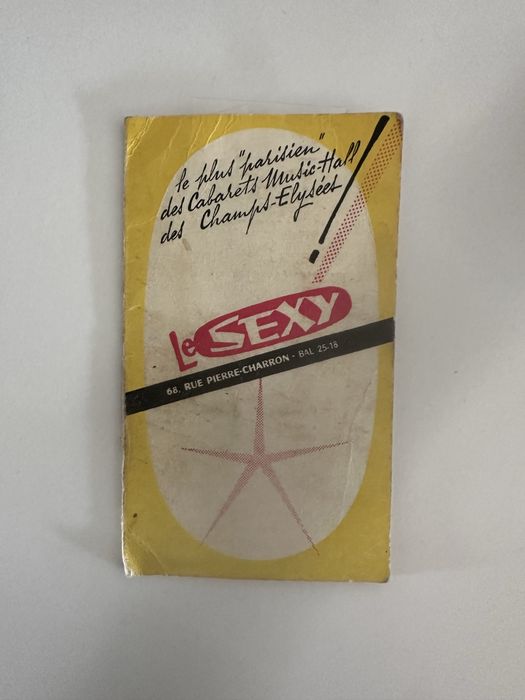 le plus "parisien"
des Cabarets Music-Hall
des Champs-Elysées !
Le SEXY
68, RUE PIERRE-CHARRON - BAL 25-18